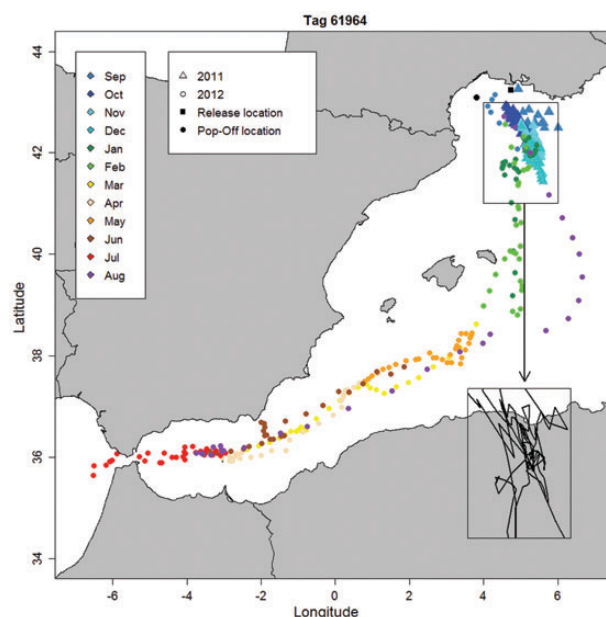 Tag 61964
Sep
Oct
Nov
Dec
Jan
Feb
Mar
Apr
May
Jun
Jul
Aug
2011
2012
Release location
Pop-Off location
Latitude
44
42
40
38
36
34
-6
-4
-2
0
2
4
6
Longitude